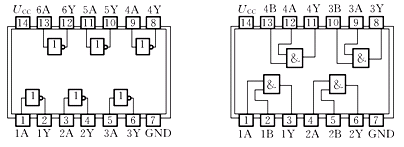 U_CC 6A 6Y 5A 5Y 4A 4Y
14 13 12 11 10 9 8
1 1 1
1 1 1
1 2 3 4 5 6 7
1A 1Y 2A 2Y 3A 3Y GND
U_CC 4B 4A 4Y 3B 3A 3Y
14 13 12 11 10 9 8
& &
& &
1 2 3 4 5 6 7
1A 1B 1Y 2A 2B 2Y GND